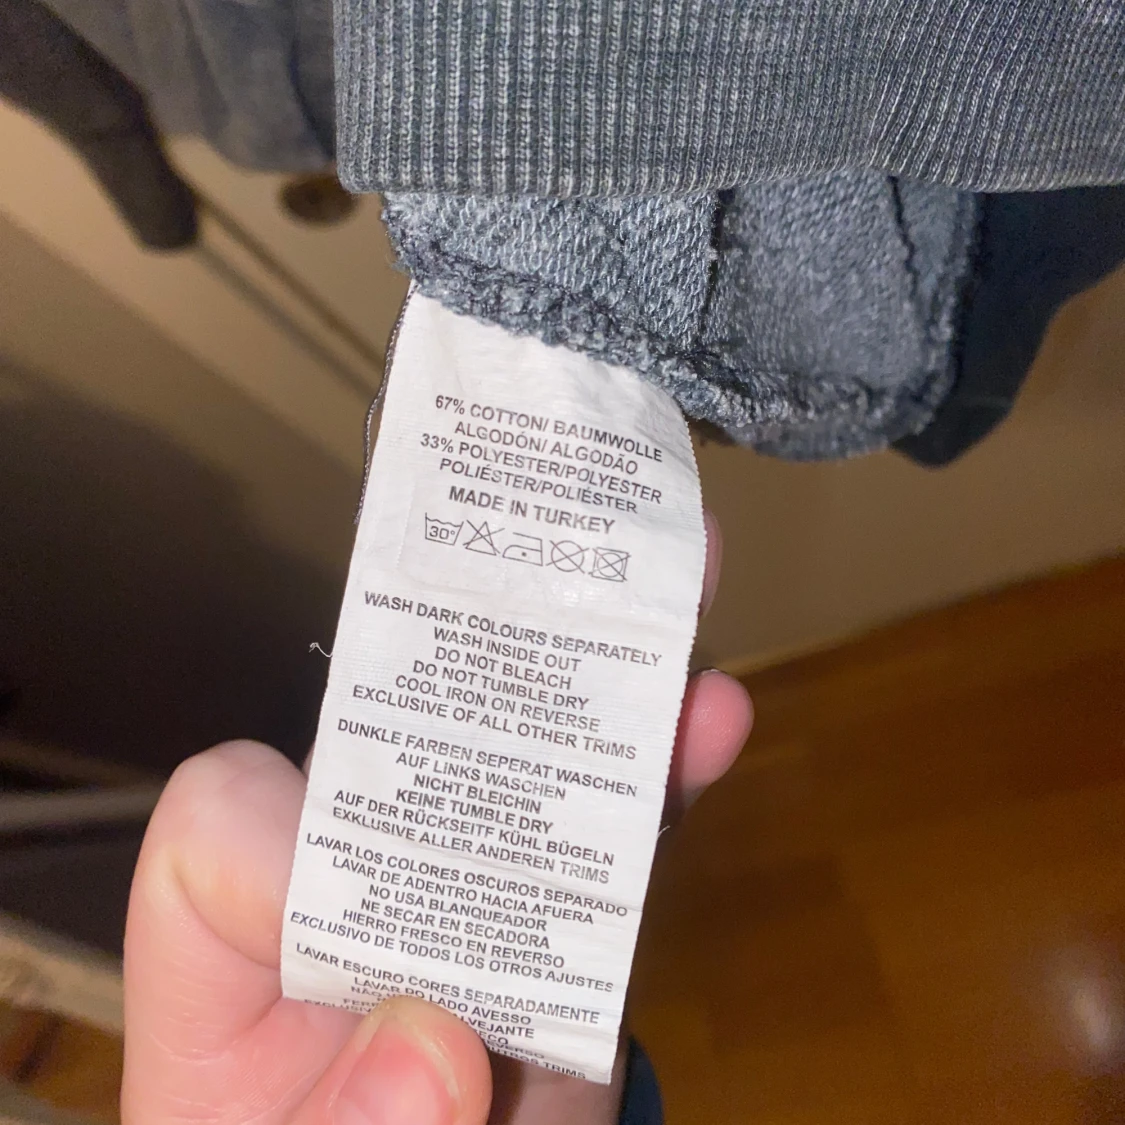 67% COTTON/ BAUMWOLLE
ALGODÓN/ ALGODÃO
33% POLYESTER/POLYESTER
POLIÉSTER/POLIÉSTER
MADE IN TURKEY
30°
WASH DARK COLOURS SEPARATELY
WASH INSIDE OUT
DO NOT BLEACH
DO NOT TUMBLE DRY
COOL IRON ON REVERSE
EXCLUSIVE OF ALL OTHER TRIMS
DUNKLE FARBEN SEPERAT WASCHEN
AUF LINKS WASCHEN
NICHT BLEICHIN
KEINE TUMBLE DRY
AUF DER RÜCKSEITF KÜHL BÜGELN
EXKLUSIVE ALLER ANDEREN TRIMS
LAVAR LOS COLORES OSCUROS SEPARADO
LAVAR DE ADENTRO HACIA AFUERA
NO USA BLANQUEADOR
NE SECAR EN SECADORA
HIERRO FRESCO EN REVERSO
EXCLUSIVO DE TODOS LOS OTROS AJUSTES
LAVAR ESCURO CORES SEPARADAMENTE
LAVAR DO LADO AVESSO
NÃO
TRIMS